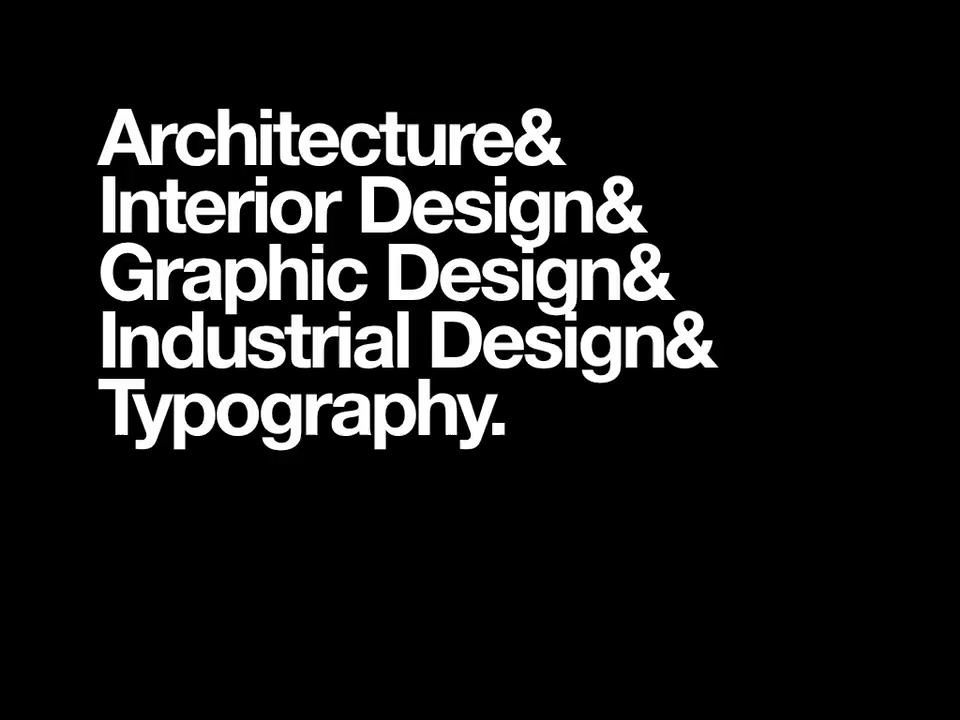 Architecture&
Interior Design&
Graphic Design&
Industrial Design&
Typography.